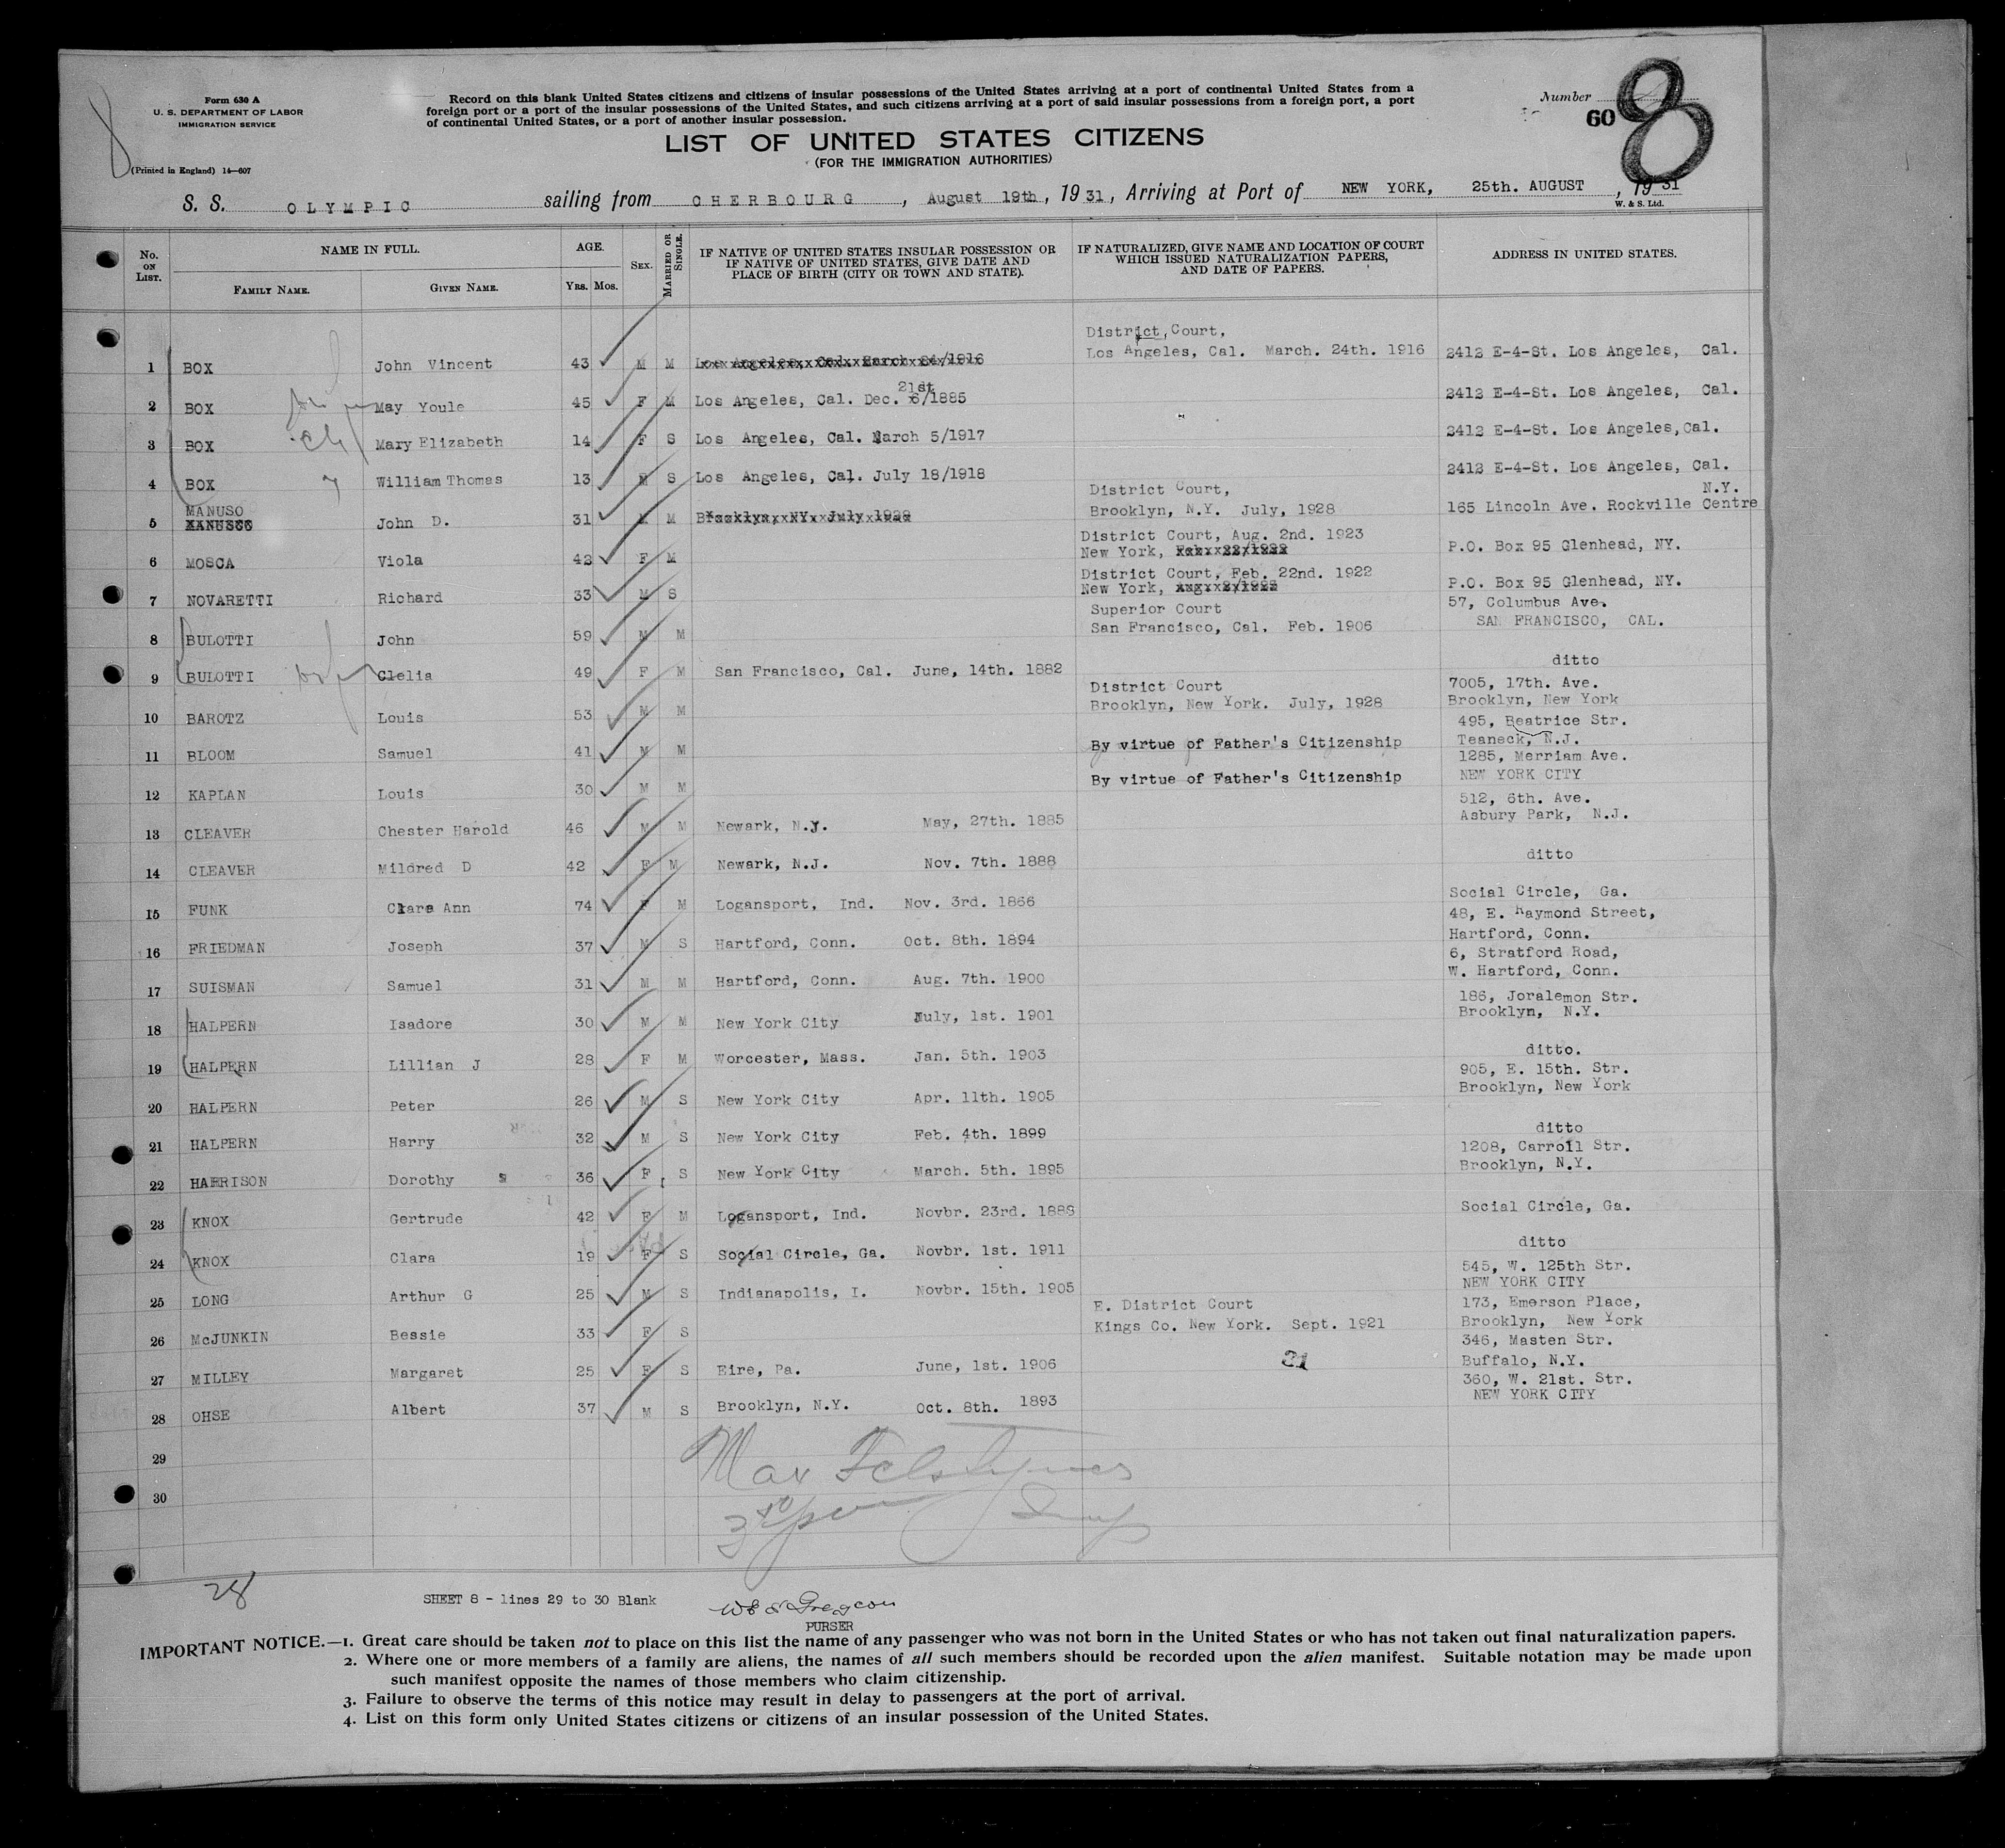 Form 630 A
U. S. DEPARTMENT OF LABOR
IMMIGRATION SERVICE
(Printed in England) 14—607
Record on this blank United States citizens and citizens of insular possessions of the United States arriving at a port of continental United States from a
foreign port or a port of the insular possessions of the United States, and such citizens arriving at a port of said insular possessions from a foreign port, a port
of continental United States, or a port of another insular possession.
Number
60
8
LIST OF UNITED STATES CITIZENS
(FOR THE IMMIGRATION AUTHORITIES)
S. S. OLYMPIC sailing from CHERBOURG, August 19th, 1931, Arriving at Port of NEW YORK, 25th. AUGUST, 1931
W. & S. Ltd.
No. ON LIST. NAME IN FULL. FAMILY NAME. GIVEN NAME. AGE. Yrs. Mos. SEX. MARRIED OR SINGLE. IF NATIVE OF UNITED STATES INSULAR POSSESSION OR IF NATIVE OF UNITED STATES, GIVE DATE AND PLACE OF BIRTH (CITY OR TOWN AND STATE). IF NATURALIZED, GIVE NAME AND LOCATION OF COURT WHICH ISSUED NATURALIZATION PAPERS, AND DATE OF PAPERS. ADDRESS IN UNITED STATES.
1 BOX John Vincent 43 M M Los Angeles, Cal. March 24/1916 District Court, Los Angeles, Cal. March. 24th. 1916 2412 E-4-St. Los Angeles, Cal.
2 BOX May Youle 45 F M Los Angeles, Cal. Dec. 21st 6/1885 2412 E-4-St. Los Angeles, Cal.
3 BOX Mary Elizabeth 14 F S Los Angeles, Cal. March 5/1917 2412 E-4-St. Los Angeles, Cal.
4 BOX William Thomas 13 M S Los Angeles, Cal. July 18/1918 2412 E-4-St. Los Angeles, Cal.
5 MANUSO John D. 31 M M Brooklyn, NY. July 1928 District Court, Brooklyn, N.Y. July, 1928 165 Lincoln Ave. Rockville Centre N.Y.
6 MOSCA Viola 42 F M District Court, Aug. 2nd. 1923 New York, Feb. 22/1922 P.O. Box 95 Glenhead, NY.
7 NOVARETTI Richard 33 M S District Court, Feb. 22nd. 1922 New York, P.O. Box 95 Glenhead, NY.
8 BULOTTI John 59 M M Superior Court San Francisco, Cal. Feb. 1906 57, Columbus Ave. SAN FRANCISCO, CAL.
9 BULOTTI Clelia 49 F M San Francisco, Cal. June, 14th. 1882 ditto
10 BAROTZ Louis 53 M M District Court Brooklyn, New York. July, 1928 7005, 17th. Ave. Brooklyn, New York
11 BLOOM Samuel 41 M M By virtue of Father's Citizenship 495, Beatrice Str. Teaneck, N.J.
12 KAPLAN Louis 30 M M By virtue of Father's Citizenship 1285, Merriam Ave. NEW YORK CITY
13 CLEAVER Chester Harold 46 M M Newark, N.J. May, 27th. 1885 512, 6th. Ave. Asbury Park, N.J.
14 CLEAVER Mildred D 42 F M Newark, N.J. Nov. 7th. 1888 ditto
15 FUNK Clara Ann 74 F M Logansport, Ind. Nov. 3rd. 1866 Social Circle, Ga.
16 FRIEDMAN Joseph 37 M S Hartford, Conn. Oct. 8th. 1894 48, E. Raymond Street, Hartford, Conn.
17 SUISMAN Samuel 31 M M Hartford, Conn. Aug. 7th. 1900 6, Stratford Road, W. Hartford, Conn.
18 HALPERN Isadore 30 M M New York City July, 1st. 1901 186, Joralemon Str. Brooklyn, N.Y.
19 HALPERN Lillian J 28 F M Worcester, Mass. Jan. 5th. 1903 ditto.
20 HALPERN Peter 26 M S New York City Apr. 11th. 1905 905, E. 15th. Str. Brooklyn, New York
21 HALPERN Harry 32 M S New York City Feb. 4th. 1899 ditto
22 HARRISON Dorothy 36 F S New York City March. 5th. 1895 1208, Carroll Str. Brooklyn, N.Y.
23 KNOX Gertrude 42 F M Logansport, Ind. Novbr. 23rd. 1888 Social Circle, Ga.
24 KNOX Clara 19 F S Social Circle, Ga. Novbr. 1st. 1911 ditto
25 LONG Arthur G 25 M S Indianapolis, I. Novbr. 15th. 1905 545, W. 125th Str. NEW YORK CITY
26 McJUNKIN Bessie 33 F S E. District Court Kings Co. New York. Sept. 1921 173, Emerson Place, Brooklyn, New York
27 MILLEY Margaret 25 F S Eire, Pa. June, 1st. 1906 21 346, Masten Str. Buffalo, N.Y.
28 OHSE Albert 37 M S Brooklyn, N.Y. Oct. 8th. 1893 360, W. 21st. Str. NEW YORK CITY
29
30
Max
28
SHEET 8 - lines 29 to 30 Blank
PURSER
IMPORTANT NOTICE.—1. Great care should be taken not to place on this list the name of any passenger who was not born in the United States or who has not taken out final naturalization papers.
2. Where one or more members of a family are aliens, the names of all such members should be recorded upon the alien manifest. Suitable notation may be made upon
such manifest opposite the names of those members who claim citizenship.
3. Failure to observe the terms of this notice may result in delay to passengers at the port of arrival.
4. List on this form only United States citizens or citizens of an insular possession of the United States.